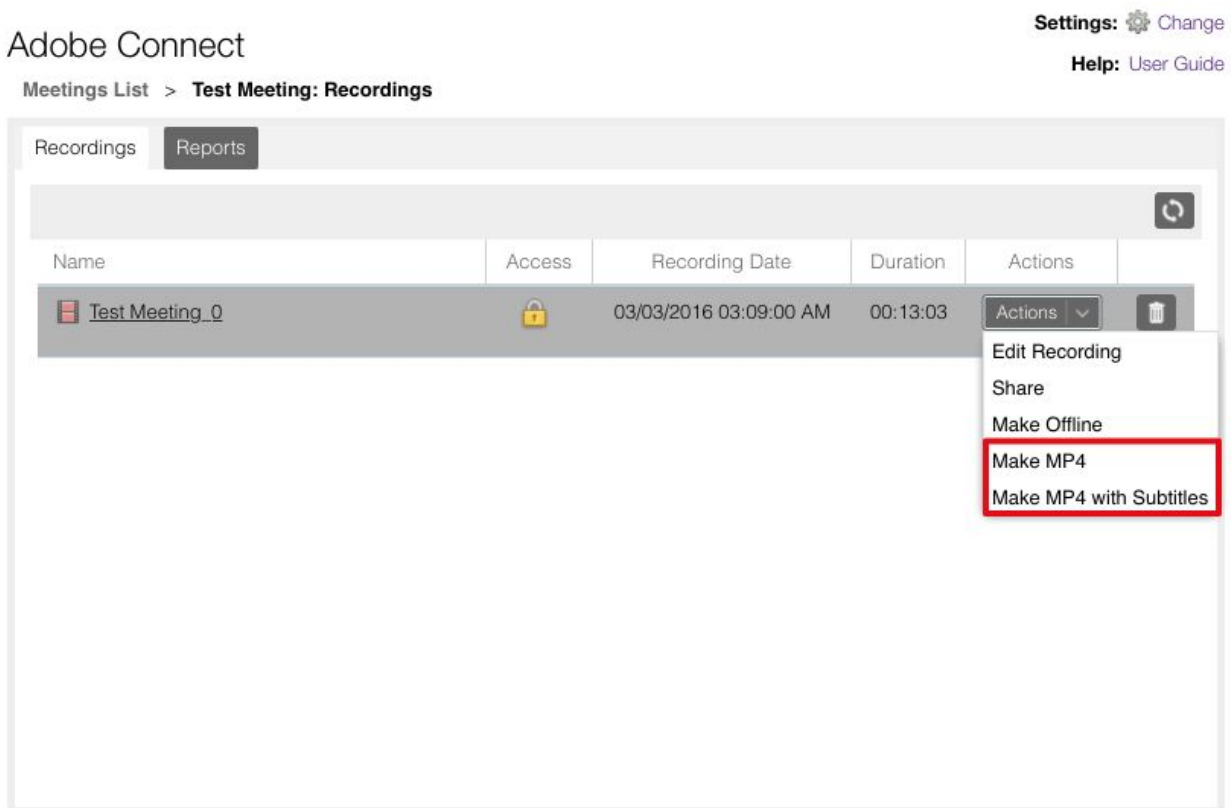 Settings: Change
Adobe Connect
Help: User Guide
Meetings List > Test Meeting: Recordings
Recordings Reports
Name Access Recording Date Duration Actions
Test Meeting_0 03/03/2016 03:09:00 AM 00:13:03 Actions
Edit Recording
Share
Make Offline
Make MP4
Make MP4 with Subtitles